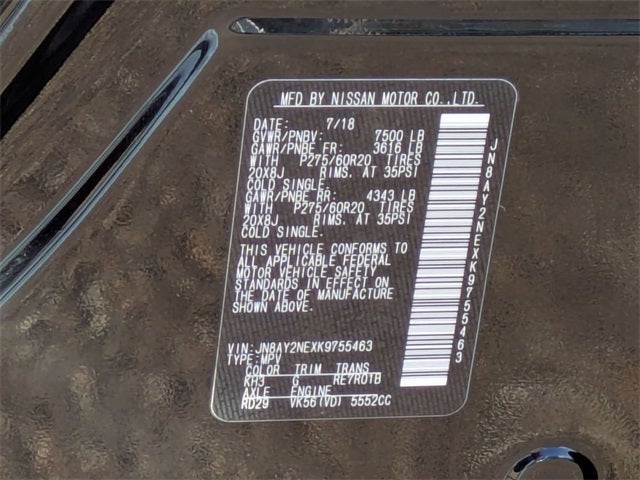 MFD BY NISSAN MOTOR CO.,LTD.
DATE: 7/18
GVWR/PNBV: 7500 LB
GAWR/PNBE FR: 3616 LB
WITH P275/60R20 TIRES
20X8J RIMS. AT 35PSI
COLD SINGLE.
GAWR/PNBE RR: 4343 LB
WITH P275/60R20 TIRES
20X8J RIMS. AT 35PSI
COLD SINGLE.
THIS VEHICLE CONFORMS TO
ALL APPLICABLE FEDERAL
MOTOR VEHICLE SAFETY
STANDARDS IN EFFECT ON
THE DATE OF MANUFACTURE
SHOWN ABOVE.
VIN:JN8AY2NEXK9755463
TYPE:MPV
COLOR TRIM TRANS
KH3 G RE7R01B
AXLE ENGINE
RD29 VK56(VD) 5552CC
JN8AY2NEXK9755463